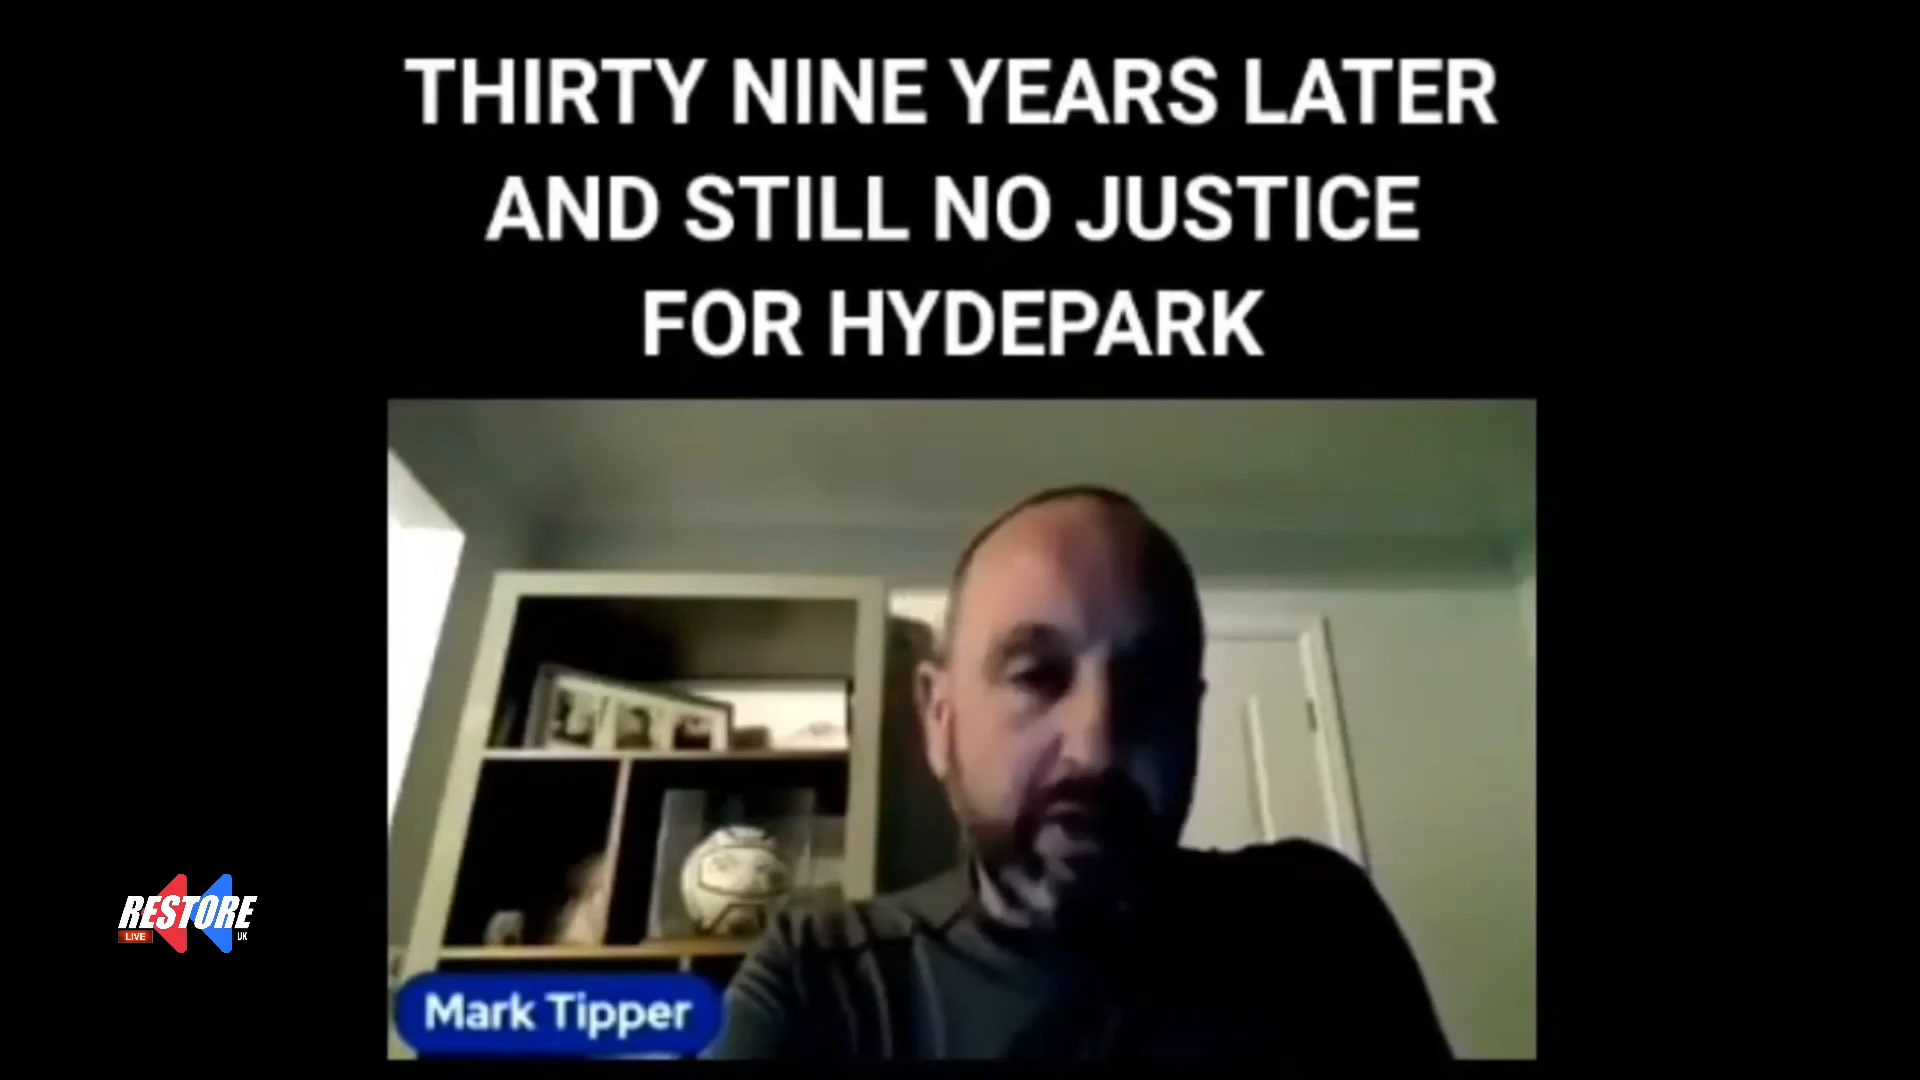 THIRTY NINE YEARS LATER
AND STILL NO JUSTICE
FOR HYDEPARK
RESTORE
LIVE
UK
Mark Tipper